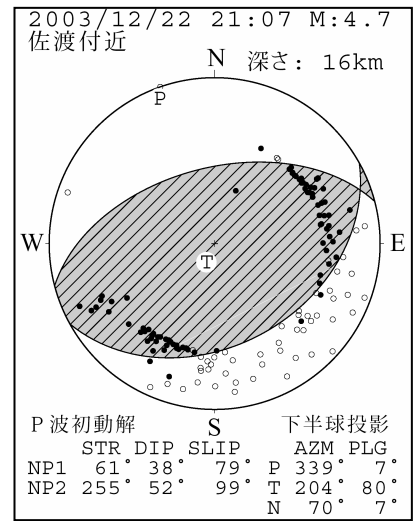 2003/12/22 21:07 M:4.7
佐渡付近
深さ: 16km
N
P
W
E
T
S
P波初動解 下半球投影
STR DIP SLIP AZM PLG
NP1 61° 38° 79° P 339° 7°
NP2 255° 52° 99° T 204° 80°
N 70° 7°